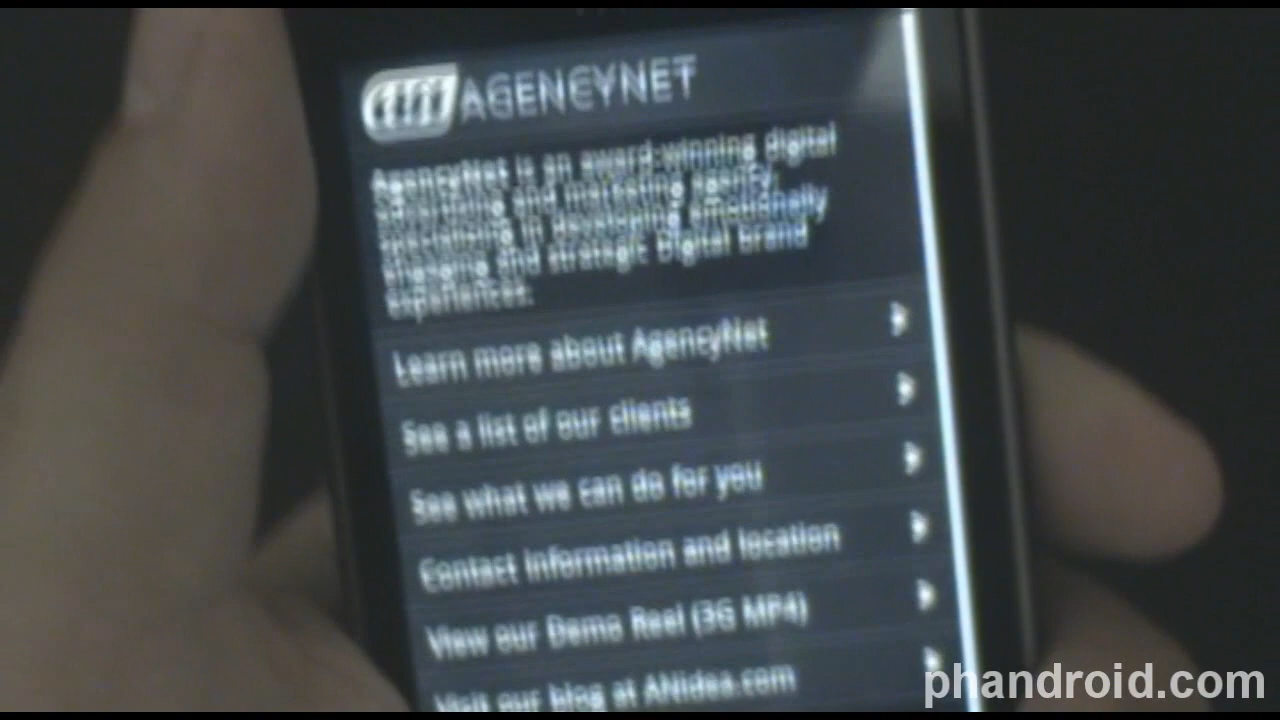 AGENCYNET
AgencyNet is an award-winning digital
advertising and marketing agency,
specializing in developing emotionally
engaging and strategic Digital brand
experiences.
Learn more about AgencyNet
See a list of our clients
See what we can do for you
Contact information and location
View our Demo Reel (3G MP4)
Visit our blog at ANidea.com
phandroid.com